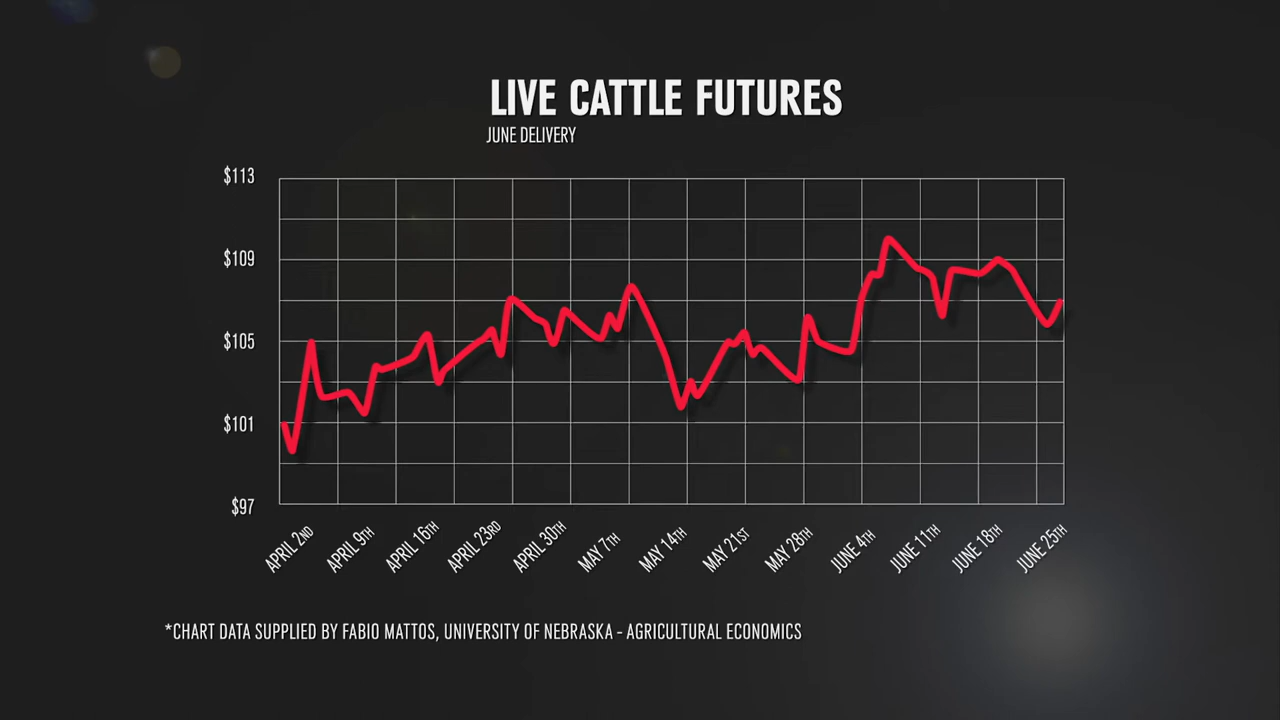 LIVE CATTLE FUTURES
JUNE DELIVERY
$113
$109
$105
$101
$97
APRIL 2ND
APRIL 9TH
APRIL 16TH
APRIL 23RD
APRIL 30TH
MAY 7TH
MAY 14TH
MAY 21ST
MAY 28TH
JUNE 4TH
JUNE 11TH
JUNE 18TH
JUNE 25TH
*CHART DATA SUPPLIED BY FABIO MATTOS, UNIVERSITY OF NEBRASKA - AGRICULTURAL ECONOMICS